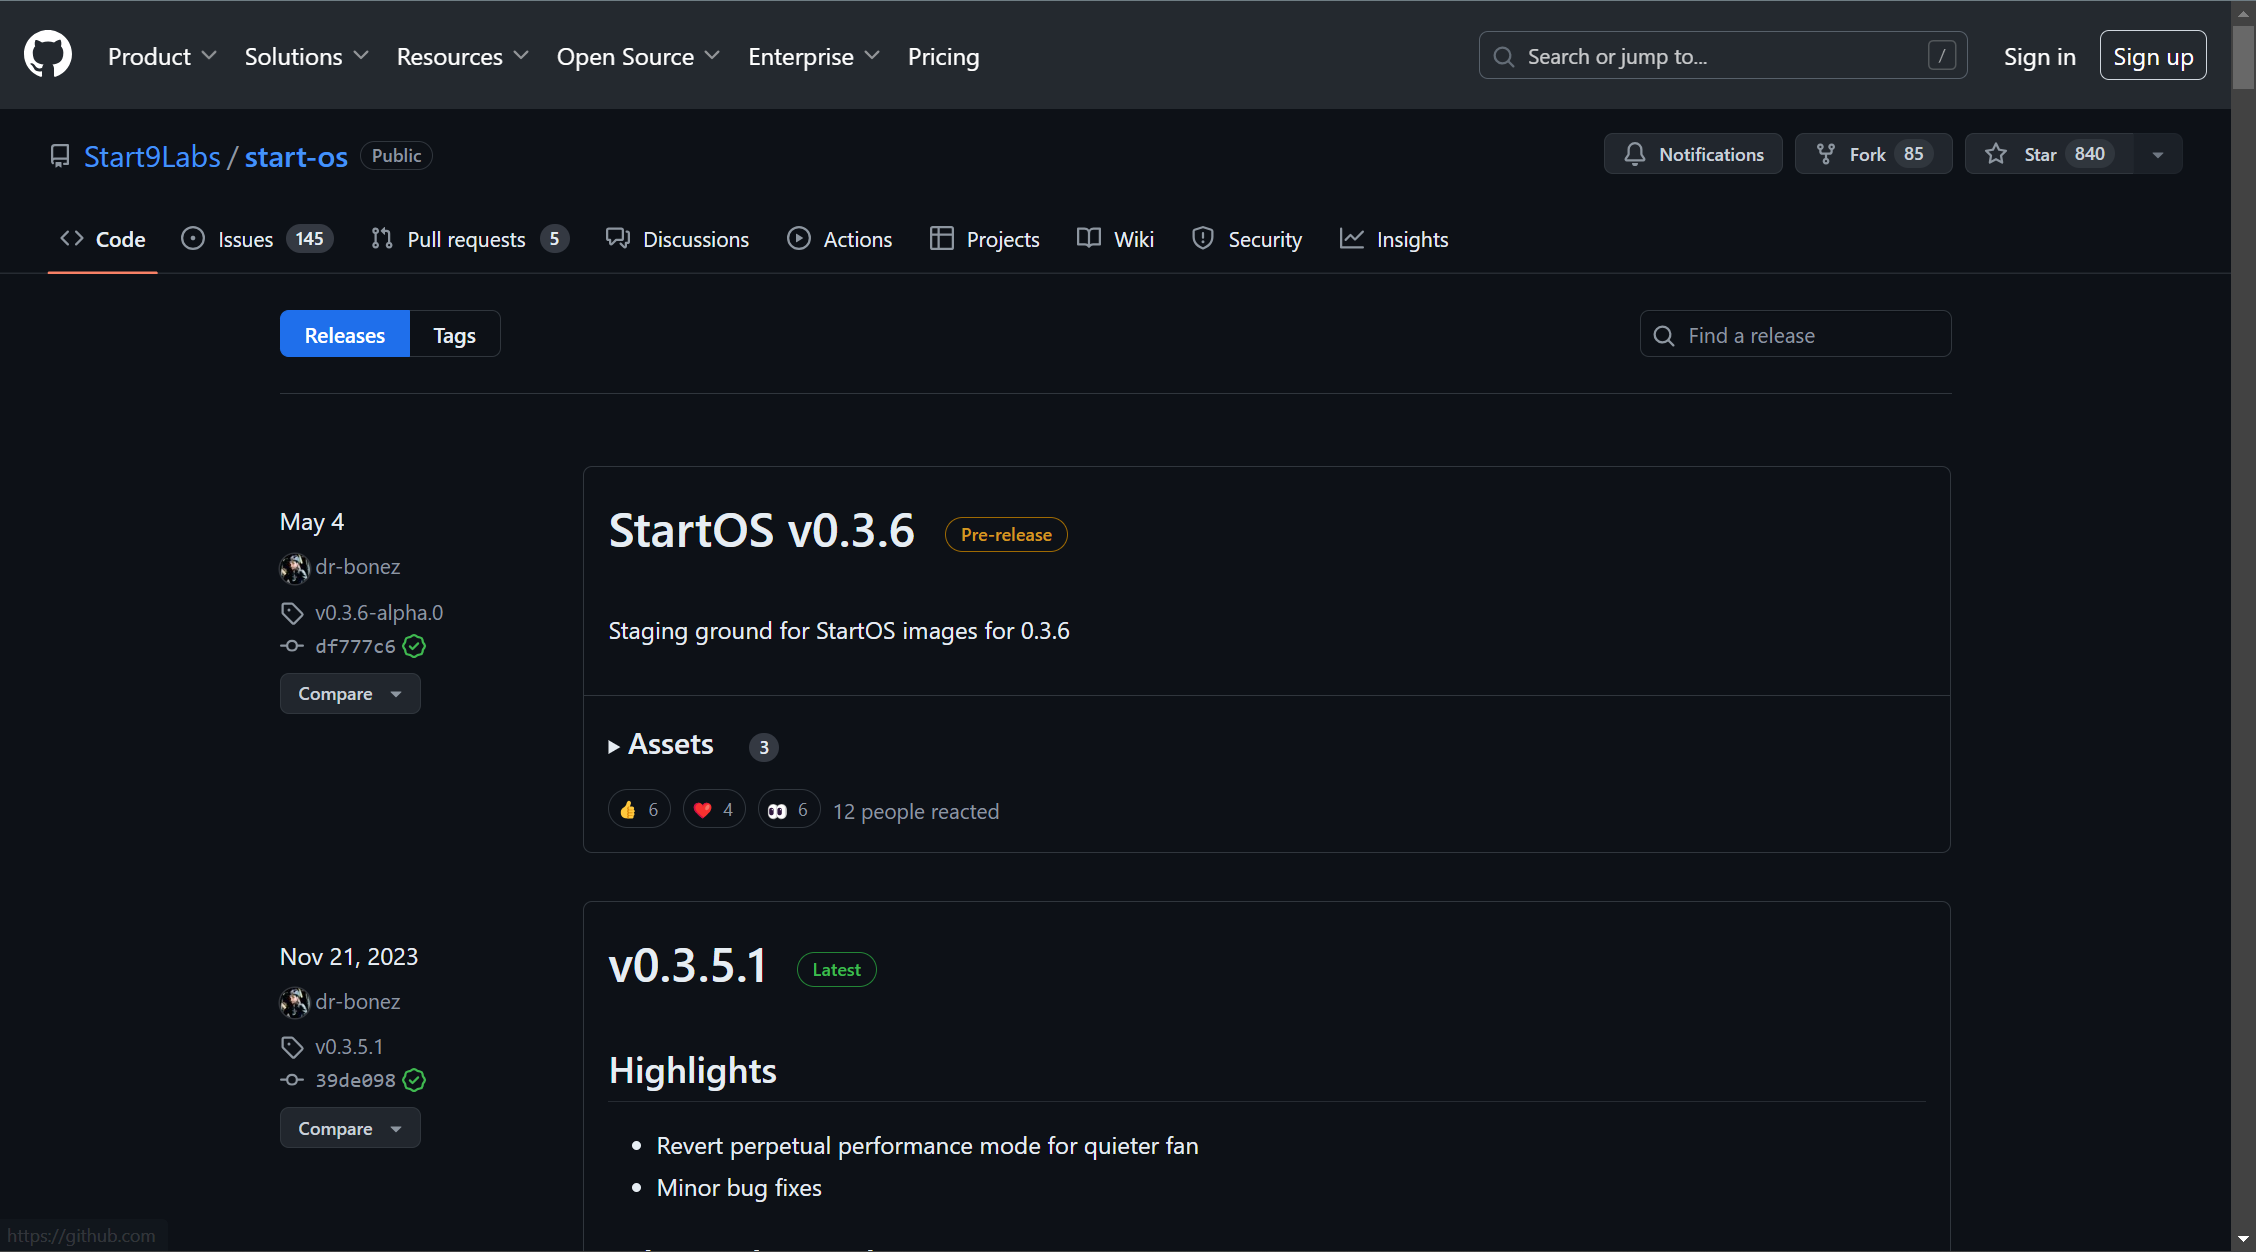 Product Solutions Resources Open Source Enterprise Pricing Search or jump to... / Sign in Sign up
Start9Labs / start-os Public Notifications Fork 85 Star 840
Code Issues 145 Pull requests 5 Discussions Actions Projects Wiki Security Insights
Releases Tags Find a release
May 4
dr-bonez
v0.3.6-alpha.0
df777c6
Compare
StartOS v0.3.6 Pre-release
Staging ground for StartOS images for 0.3.6
Assets 3
6 4 6 12 people reacted
Nov 21, 2023
dr-bonez
v0.3.5.1
39de098
Compare
v0.3.5.1 Latest
Highlights
Revert perpetual performance mode for quieter fan
Minor bug fixes
https://github.com